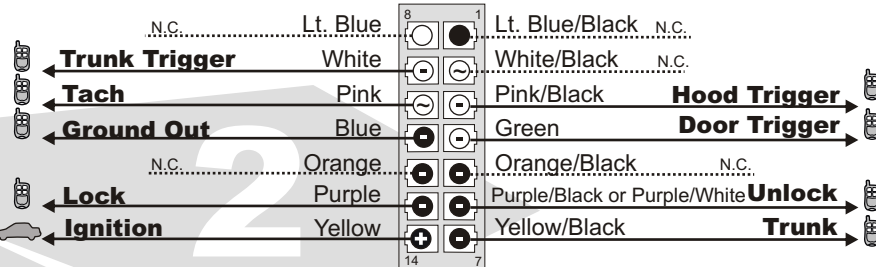 8 1
N.C. Lt. Blue Lt. Blue/Black N.C.
Trunk Trigger White White/Black N.C.
Tach Pink Pink/Black Hood Trigger
Ground Out Blue Green Door Trigger
N.C. Orange Orange/Black N.C.
Lock Purple Purple/Black or Purple/White Unlock
Ignition Yellow Yellow/Black Trunk
14 7
2